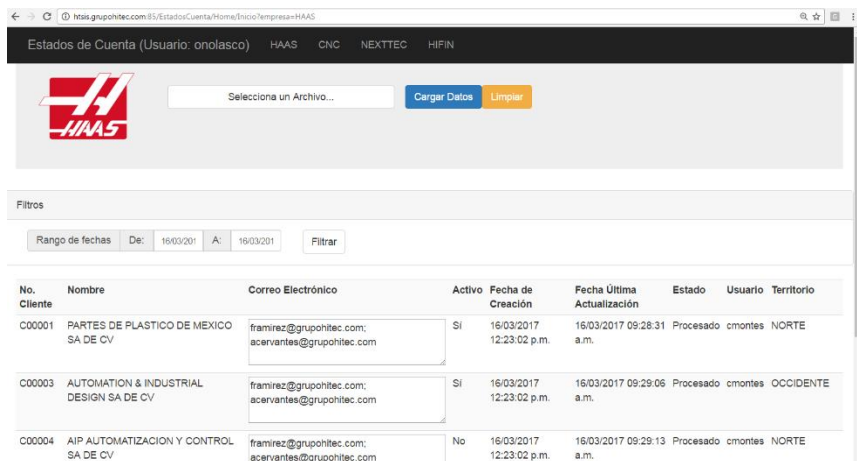 htsis.grupohitec.com:85/EstadosCuenta/Home/Inicio?empresa=HAAS
Estados de Cuenta (Usuario: onolasco) HAAS CNC NEXTTEC HIFIN
HAAS
Selecciona un Archivo... Cargar Datos Limpiar
Filtros
Rango de fechas De: 16/03/201 A: 16/03/201 Filtrar
No. Nombre Correo Electrónico Activo Fecha de Fecha Última Estado Usuario Territorio
Cliente Creación Actualización
C00001 PARTES DE PLASTICO DE MEXICO framirez@grupohitec.com; Sí 16/03/2017 16/03/2017 09:28:31 Procesado cmontes NORTE
SA DE CV acervantes@grupohitec.com 12:23:02 p.m. a.m.
C00003 AUTOMATION & INDUSTRIAL framirez@grupohitec.com; Sí 16/03/2017 16/03/2017 09:29:06 Procesado cmontes OCCIDENTE
DESIGN SA DE CV acervantes@grupohitec.com 12:23:02 p.m. a.m.
C00004 AIP AUTOMATIZACION Y CONTROL framirez@grupohitec.com; No 16/03/2017 16/03/2017 09:29:13 Procesado cmontes NORTE
SA DE CV acervantes@grupohitec.com 12:23:02 p.m. a.m.